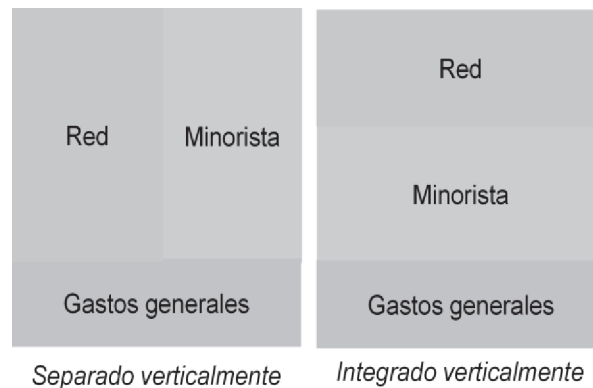 Red
Minorista
Gastos generales
Separado verticalmente
Red
Minorista
Gastos generales
Integrado verticalmente